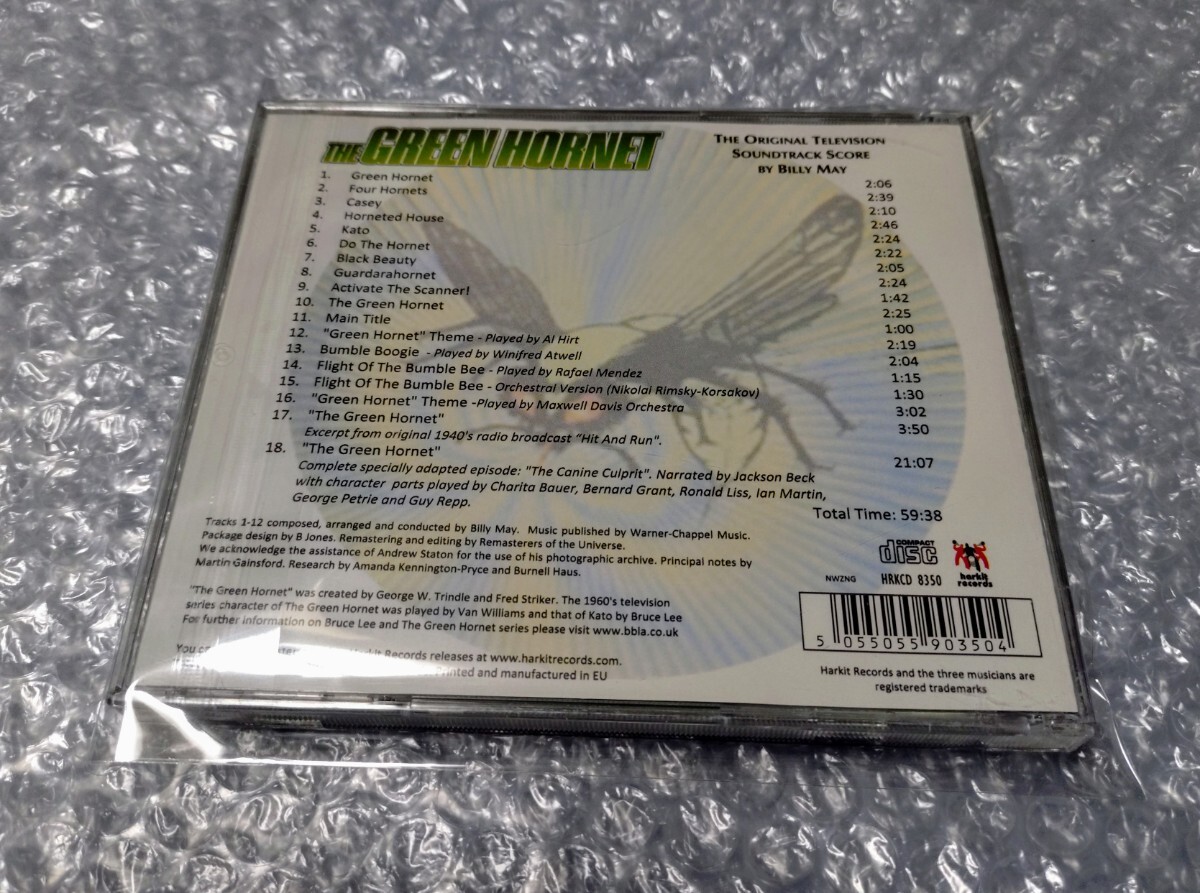 THE GREEN HORNET
THE ORIGINAL TELEVISION
SOUNDTRACK SCORE
BY BILLY MAY
1. Green Hornet 2:06
2. Four Hornets 2:39
3. Casey 2:10
4. Horneted House 2:46
5. Kato 2:24
6. Do The Hornet 2:22
7. Black Beauty 2:05
8. Guardarahornet 2:24
9. Activate The Scanner! 1:42
10. The Green Hornet 2:25
11. Main Title 1:00
12. "Green Hornet" Theme - Played by Al Hirt 2:19
13. Bumble Boogie - Played by Winifred Atwell 2:04
14. Flight Of The Bumble Bee - Played by Rafael Mendez 1:15
15. Flight Of The Bumble Bee - Orchestral Version (Nikolai Rimsky-Korsakov) 1:30
16. "Green Hornet" Theme -Played by Maxwell Davis Orchestra 3:02
17. "The Green Hornet" 3:50
Excerpt from original 1940's radio broadcast "Hit And Run".
18. "The Green Hornet" 21:07
Complete specially adapted episode: "The Canine Culprit". Narrated by Jackson Beck
with character parts played by Charita Bauer, Bernard Grant, Ronald Liss, Ian Martin,
George Petrie and Guy Repp.
Total Time: 59:38
Tracks 1-12 composed, arranged and conducted by Billy May. Music published by Warner-Chappel Music.
Package design by B Jones. Remastering and editing by Remasterers of the Universe.
We acknowledge the assistance of Andrew Staton for the use of his photographic archive. Principal notes by
Martin Gainsford. Research by Amanda Kennington-Pryce and Burnell Haus.
"The Green Hornet" was created by George W. Trindle and Fred Striker. The 1960's television
series character of The Green Hornet was played by Van Williams and that of Kato by Bruce Lee
For further information on Bruce Lee and The Green Hornet series please visit www.bbla.co.uk
You Harkit Records releases at www.harkitrecords.com.
Printed and manufactured in EU
COMPACT
disc
harkit
records
NWZNG HRKCD 8350
5 055055 903504
Harkit Records and the three musicians are
registered trademarks